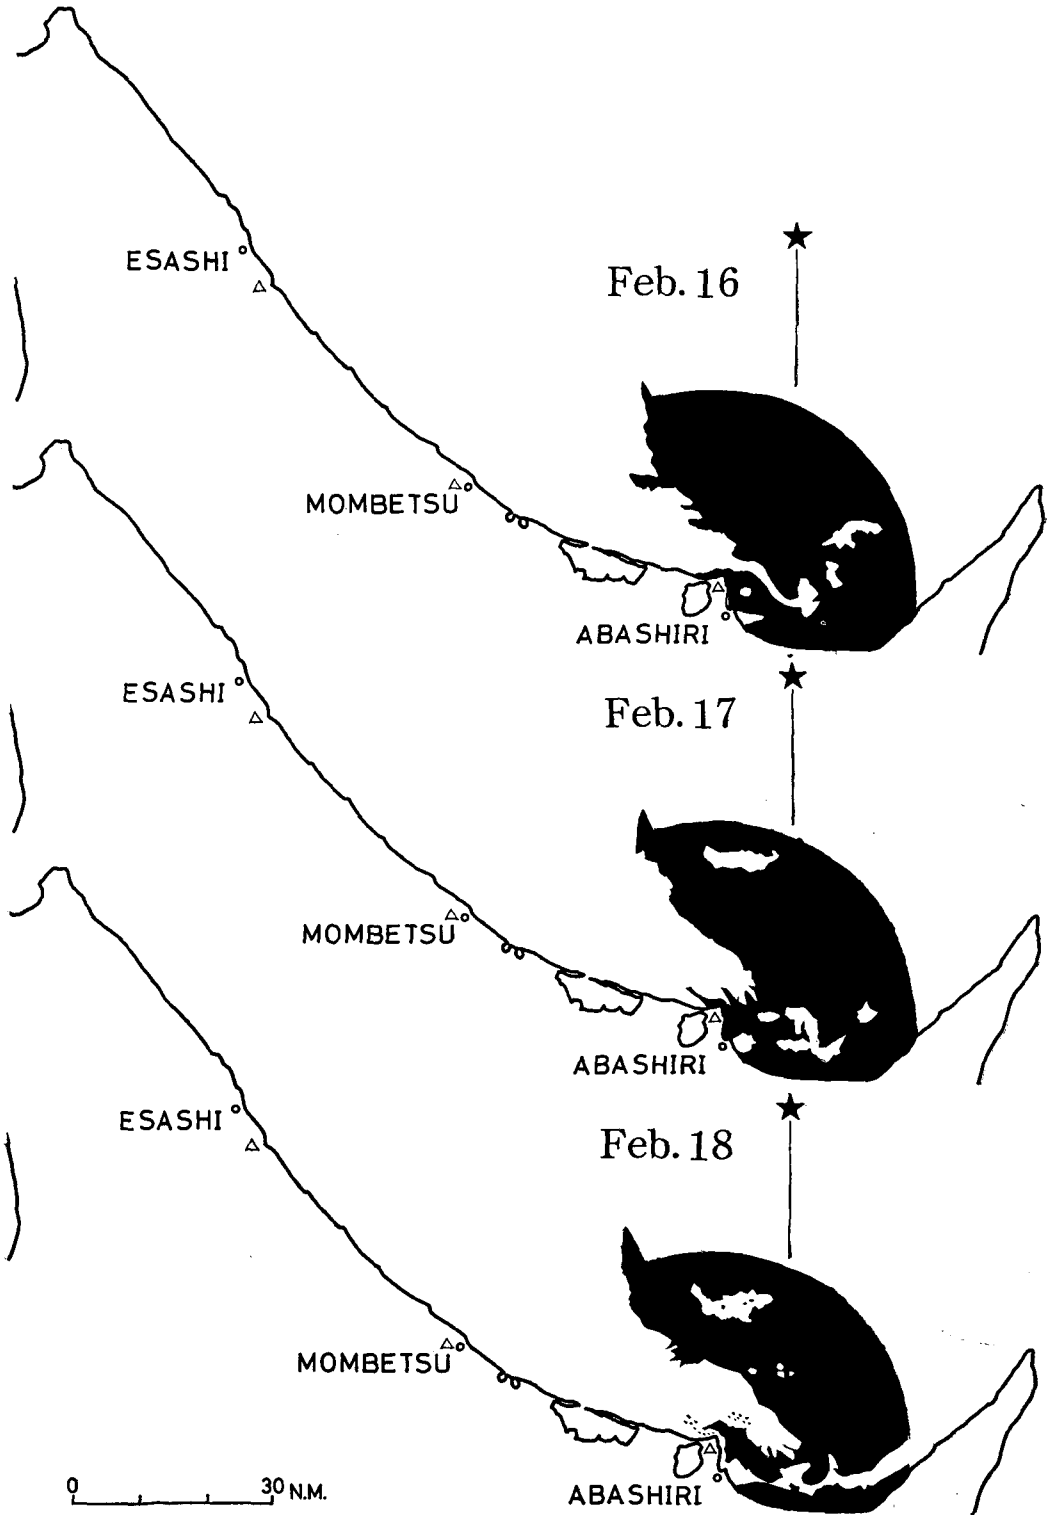 ESASHI
Feb. 16
MOMBETSU
ABASHIRI
ESASHI
Feb. 17
MOMBETSU
ABASHIRI
ESASHI
Feb. 18
MOMBETSU
ABASHIRI
0 30 N.M.